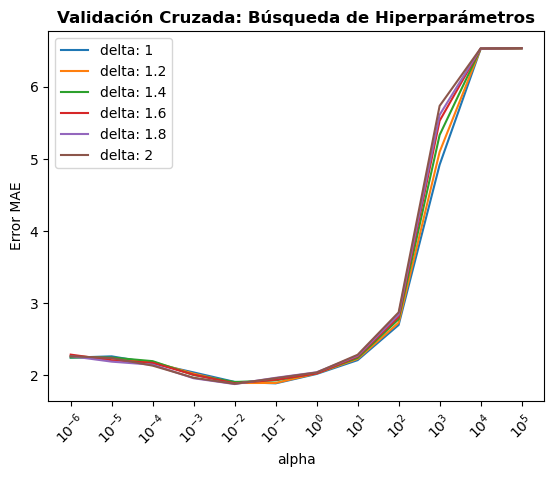 Validación Cruzada: Búsqueda de Hiperparámetros
delta: 1
delta: 1.2
delta: 1.4
delta: 1.6
delta: 1.8
delta: 2
Error MAE
6
5
4
3
2
10⁻⁶ 10⁻⁵ 10⁻⁴ 10⁻³ 10⁻² 10⁻¹ 10⁰ 10¹ 10² 10³ 10⁴ 10⁵
alpha